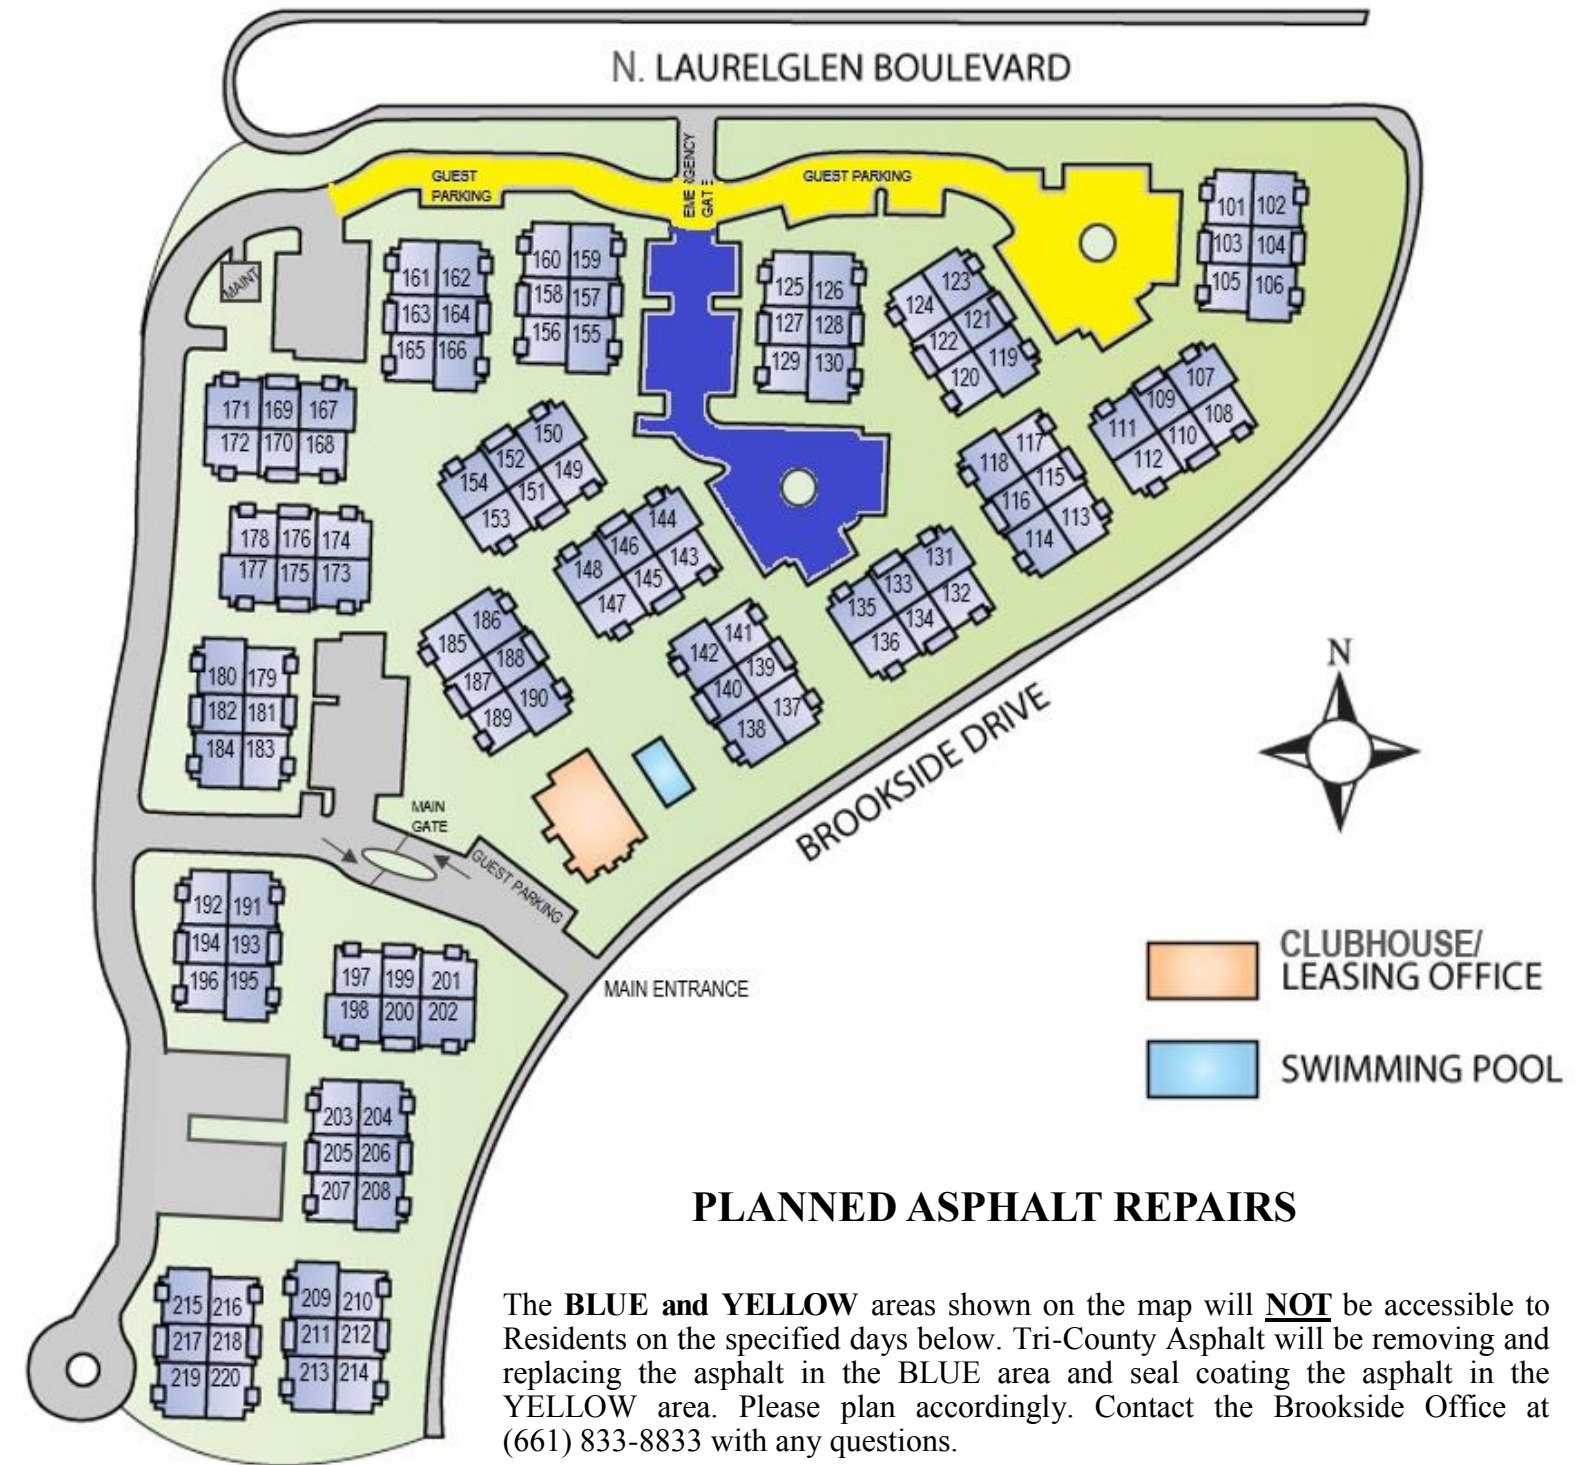 N. LAURELGLEN BOULEVARD
EMERGENCY
GATE
GUEST
PARKING
GUEST PARKING
MAINT
101 102
103 104
105 106
161 162
163 164
165 166
160 159
158 157
156 155
125 126
127 128
129 130
123
124
121
122
119
120
107
109
108
111
110
112
171 169 167
172 170 168
150
152
149
154
151
153
117
118
115
116
113
114
178 176 174
177 175 173
144
146
143
148
145
147
131
133
132
135
134
136
186
185
188
187
190
189
141
142
139
140
137
138
180 179
182 181
184 183
N
BROOKSIDE DRIVE
MAIN
GATE
GUEST PARKING
192 191
194 193
196 195
197 199 201
198 200 202
MAIN ENTRANCE
CLUBHOUSE/
LEASING OFFICE
SWIMMING POOL
203 204
205 206
207 208
215 216
217 218
219 220
209 210
211 212
213 214
PLANNED ASPHALT REPAIRS
The BLUE and YELLOW areas shown on the map will NOT be accessible to
Residents on the specified days below. Tri-County Asphalt will be removing and
replacing the asphalt in the BLUE area and seal coating the asphalt in the
YELLOW area. Please plan accordingly. Contact the Brookside Office at
(661) 833-8833 with any questions.